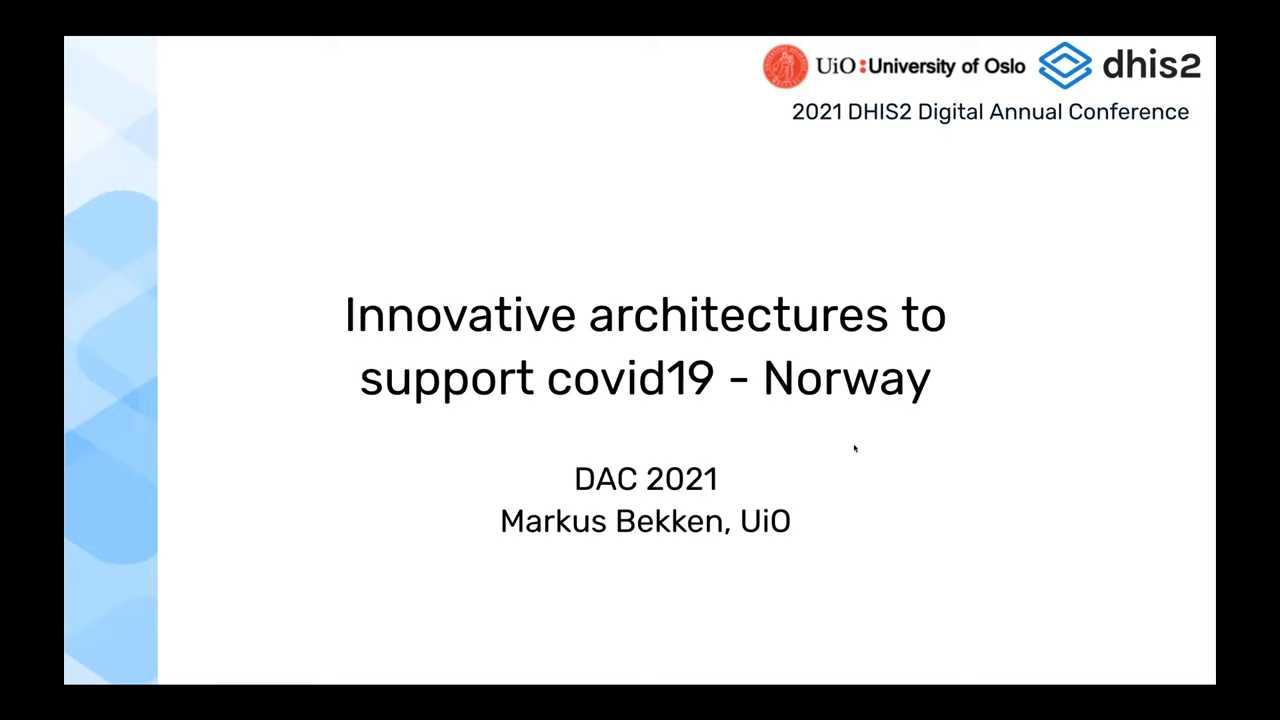 UiO : University of Oslo dhis2
2021 DHIS2 Digital Annual Conference
Innovative architectures to
support covid19 - Norway
DAC 2021
Markus Bekken, UiO